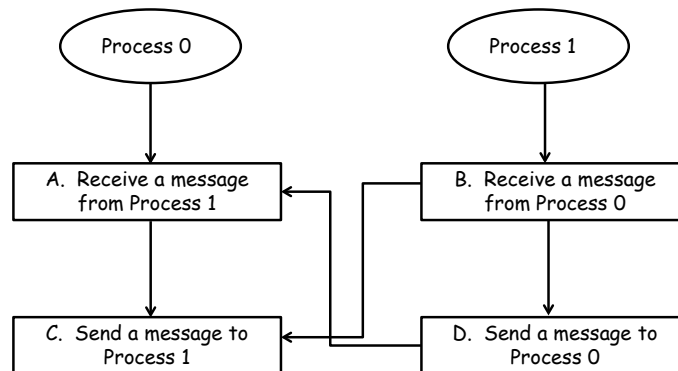 Process 0
Process 1
A. Receive a message
from Process 1
B. Receive a message
from Process 0
C. Send a message to
Process 1
D. Send a message to
Process 0